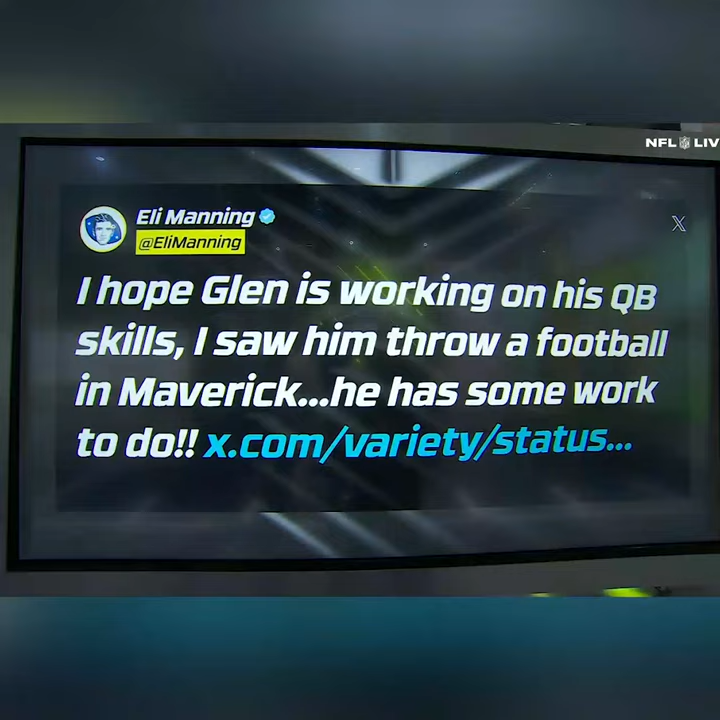 NFL LIV
Eli Manning
@EliManning
I hope Glen is working on his QB
skills, I saw him throw a football
in Maverick...he has some work
to do!! x.com/variety/status...